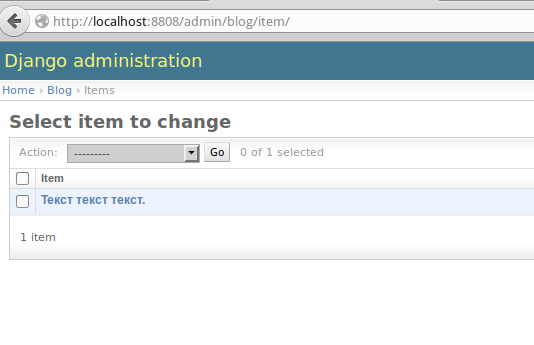 http://localhost:8808/admin/blog/item/
Django administration
Home › Blog › Items
Select item to change
Action: --------- Go 0 of 1 selected
Item
Текст текст текст.
1 item